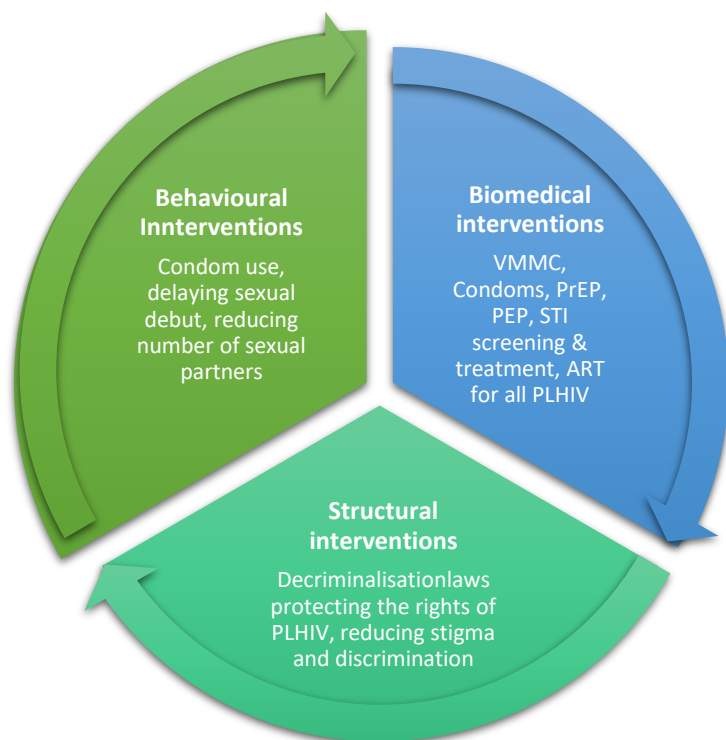 Behavioural
Innterventions
Condom use,
delaying sexual
debut, reducing
number of sexual
partners
Biomedical
interventions
VMMC,
Condoms, PrEP,
PEP, STI
screening &
treatment, ART
for all PLHIV
Structural
interventions
Decriminalisationlaws
protecting the rights of
PLHIV, reducing stigma
and discrimination